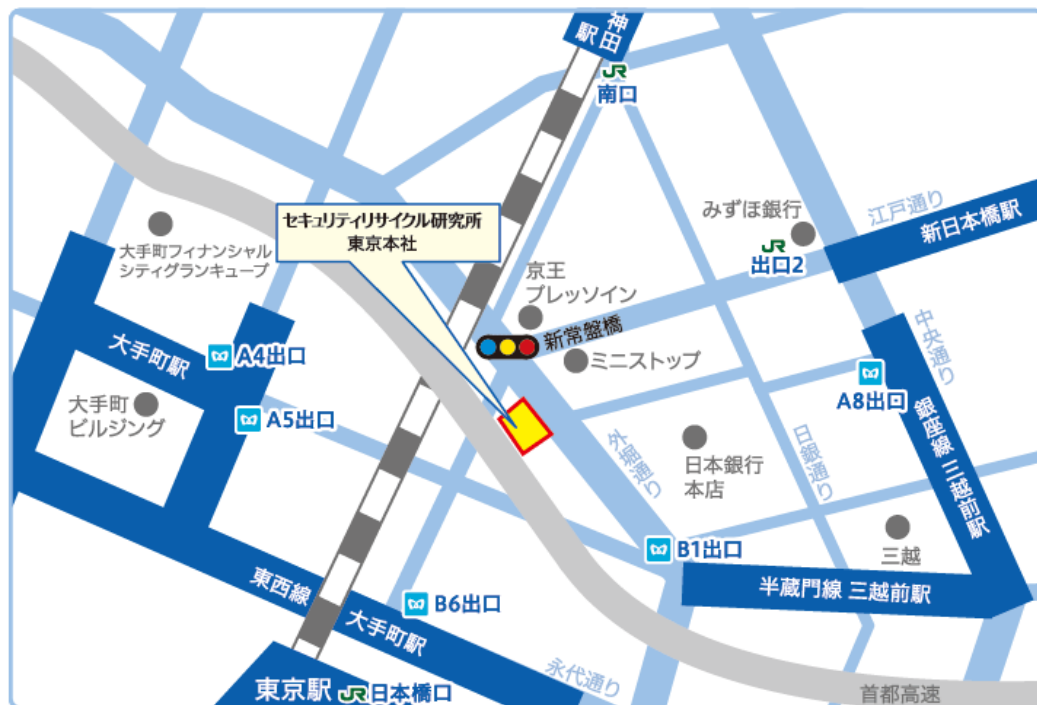 神田
駅
JR
南口
みずほ銀行
江戸通り
新日本橋駅
JR
出口2
セキュリティリサイクル研究所
東京本社
大手町フィナンシャル
シティグランキューブ
京王
プレッソイン
新常盤橋
ミニストップ
中央通り
大手町駅
A4出口
A8出口
大手町
ビルジング
A5出口
銀座線 三越前駅
外堀通り
日銀通り
日本銀行
本店
B1出口
三越
東西線
半蔵門線 三越前駅
B6出口
大手町駅
永代通り
東京駅
JR
日本橋口
首都高速